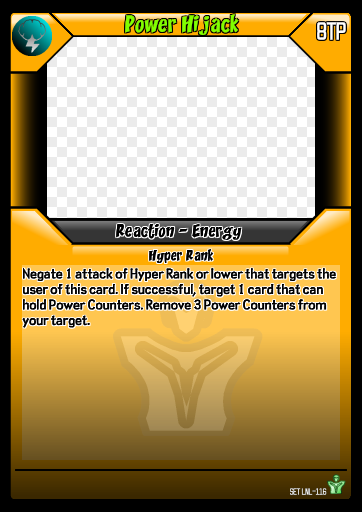 Power Hijack
8TP
Reaction - Energy
Hyper Rank
Negate 1 attack of Hyper Rank or lower that targets the
user of this card. If successful, target 1 card that can
hold Power Counters. Remove 3 Power Counters from
your target.
SET LNL-116